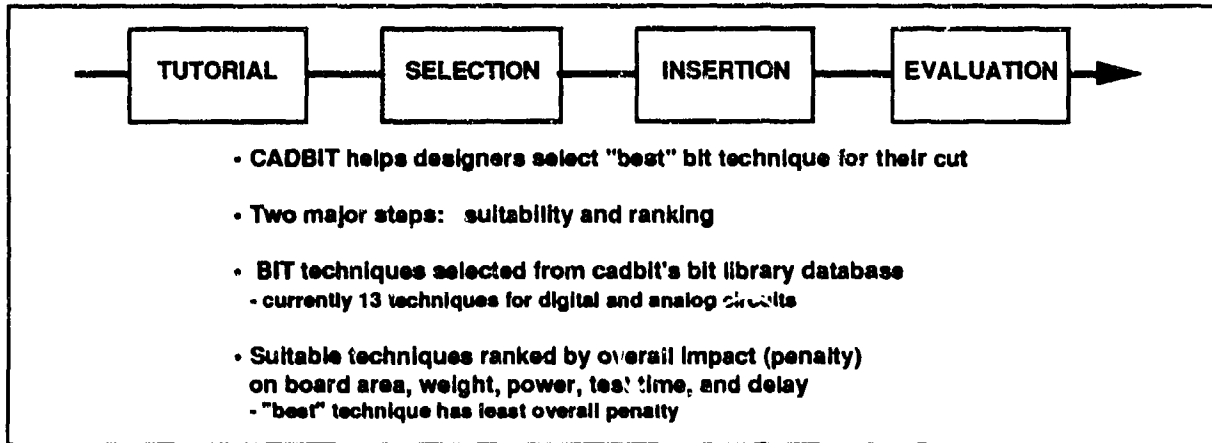 TUTORIAL SELECTION INSERTION EVALUATION
• CADBIT helps designers select "best" bit technique for their cut
• Two major steps: suitability and ranking
• BIT techniques selected from cadbit's bit library database
- currently 13 techniques for digital and analog circuits
• Suitable techniques ranked by overall impact (penalty)
on board area, weight, power, test time, and delay
- "best" technique has least overall penalty